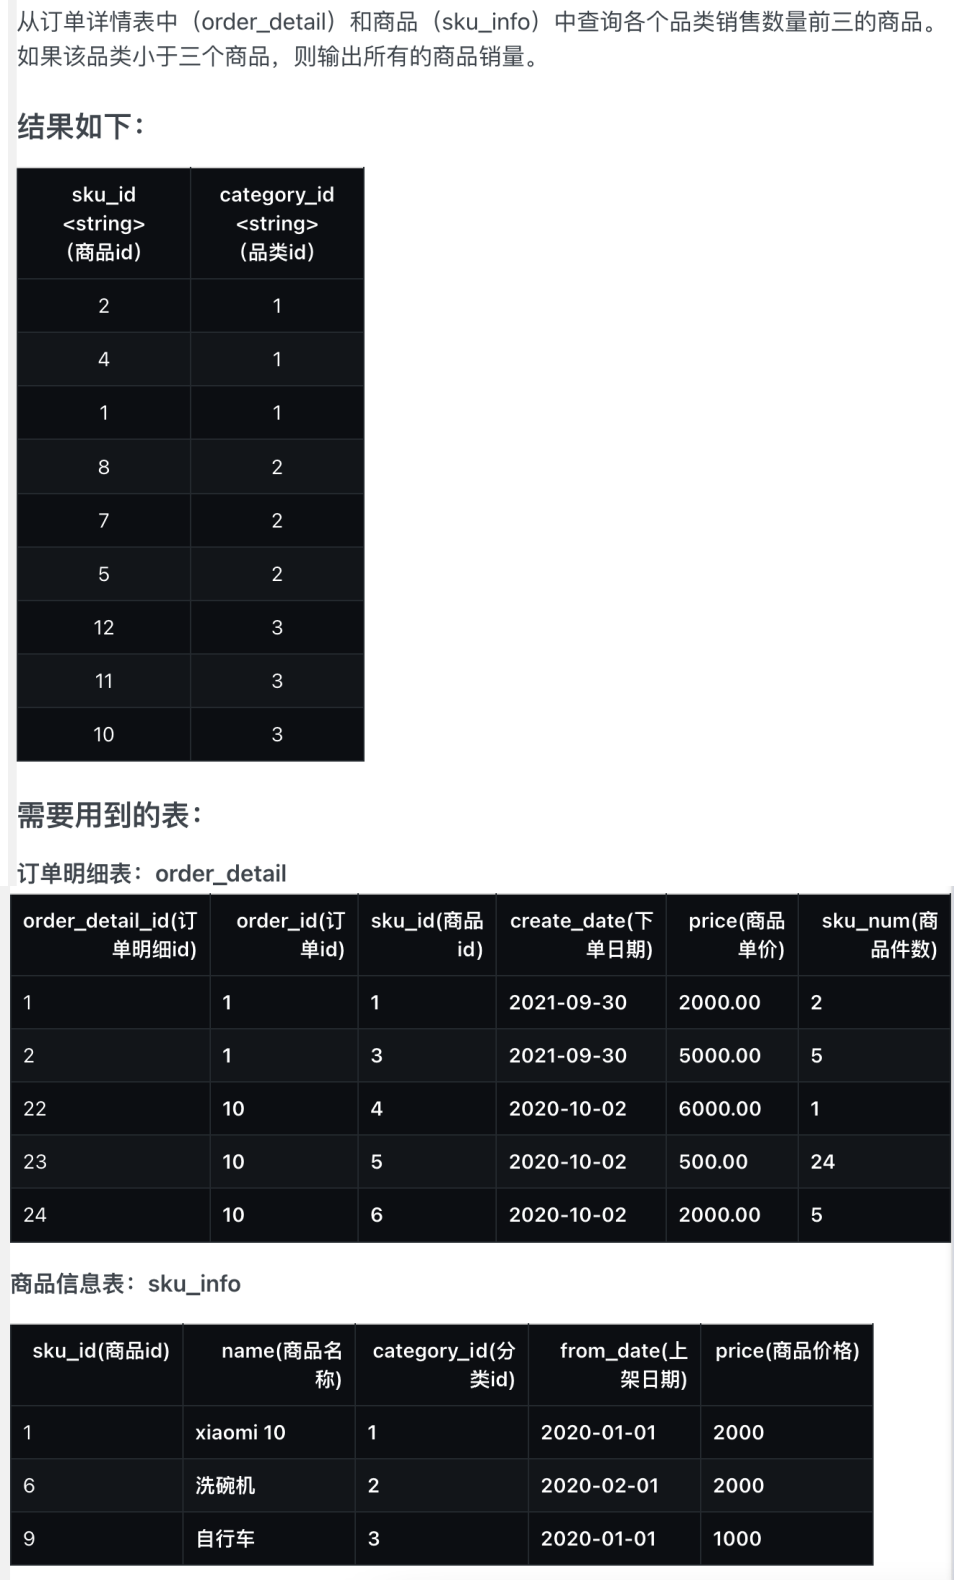 从订单详情表中（order_detail）和商品（sku_info）中查询各个品类销售数量前三的商品。
如果该品类小于三个商品，则输出所有的商品销量。
结果如下：
sku_id
<string>
（商品id）
category_id
<string>
（品类id）
2 1
4 1
1 1
8 2
7 2
5 2
12 3
11 3
10 3
需要用到的表：
订单明细表：order_detail
order_detail_id(订
单明细id)
order_id(订
单id)
sku_id(商品
id)
create_date(下
单日期)
price(商品
单价)
sku_num(商
品件数)
1 1 1 2021-09-30 2000.00 2
2 1 3 2021-09-30 5000.00 5
22 10 4 2020-10-02 6000.00 1
23 10 5 2020-10-02 500.00 24
24 10 6 2020-10-02 2000.00 5
商品信息表：sku_info
sku_id(商品id)
name(商品名
称)
category_id(分
类id)
from_date(上
架日期)
price(商品价格)
1 xiaomi 10 1 2020-01-01 2000
6 洗碗机 2 2020-02-01 2000
9 自行车 3 2020-01-01 1000